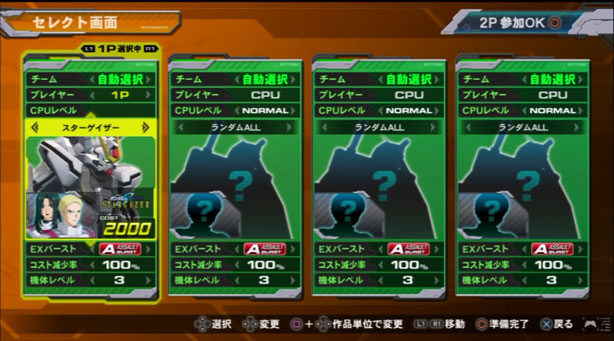 セレクト画面
2P 参加OK
L1 1P 選択中 R1
チーム 自動選択
プレイヤー 1P
CPUレベル
スターゲイザー
STARGAZER
COST
2000
EXバースト A ASSAULT BURST
コスト減少率 100%
機体レベル 3
チーム 自動選択
プレイヤー CPU
CPUレベル NORMAL
ランダムALL
?
?
EXバースト A ASSAULT BURST
コスト減少率 100%
機体レベル 3
チーム 自動選択
プレイヤー CPU
CPUレベル NORMAL
ランダムALL
?
?
EXバースト A ASSAULT BURST
コスト減少率 100%
機体レベル 3
チーム 自動選択
プレイヤー CPU
CPUレベル NORMAL
ランダムALL
?
?
EXバースト A ASSAULT BURST
コスト減少率 100%
機体レベル 3
選択 変更 +作品単位で変更 L1 R1 移動 準備完了 戻る